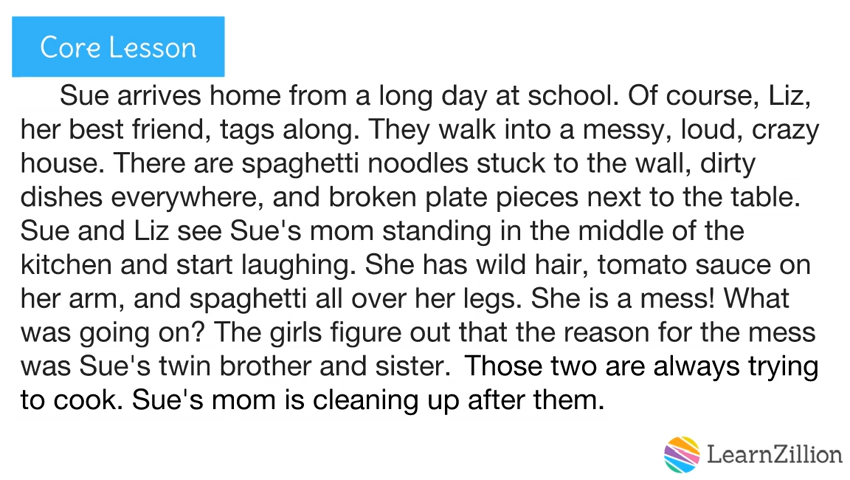 Core Lesson
Sue arrives home from a long day at school. Of course, Liz,
her best friend, tags along. They walk into a messy, loud, crazy
house. There are spaghetti noodles stuck to the wall, dirty
dishes everywhere, and broken plate pieces next to the table.
Sue and Liz see Sue's mom standing in the middle of the
kitchen and start laughing. She has wild hair, tomato sauce on
her arm, and spaghetti all over her legs. She is a mess! What
was going on? The girls figure out that the reason for the mess
was Sue's twin brother and sister. Those two are always trying
to cook. Sue's mom is cleaning up after them.
LearnZillion